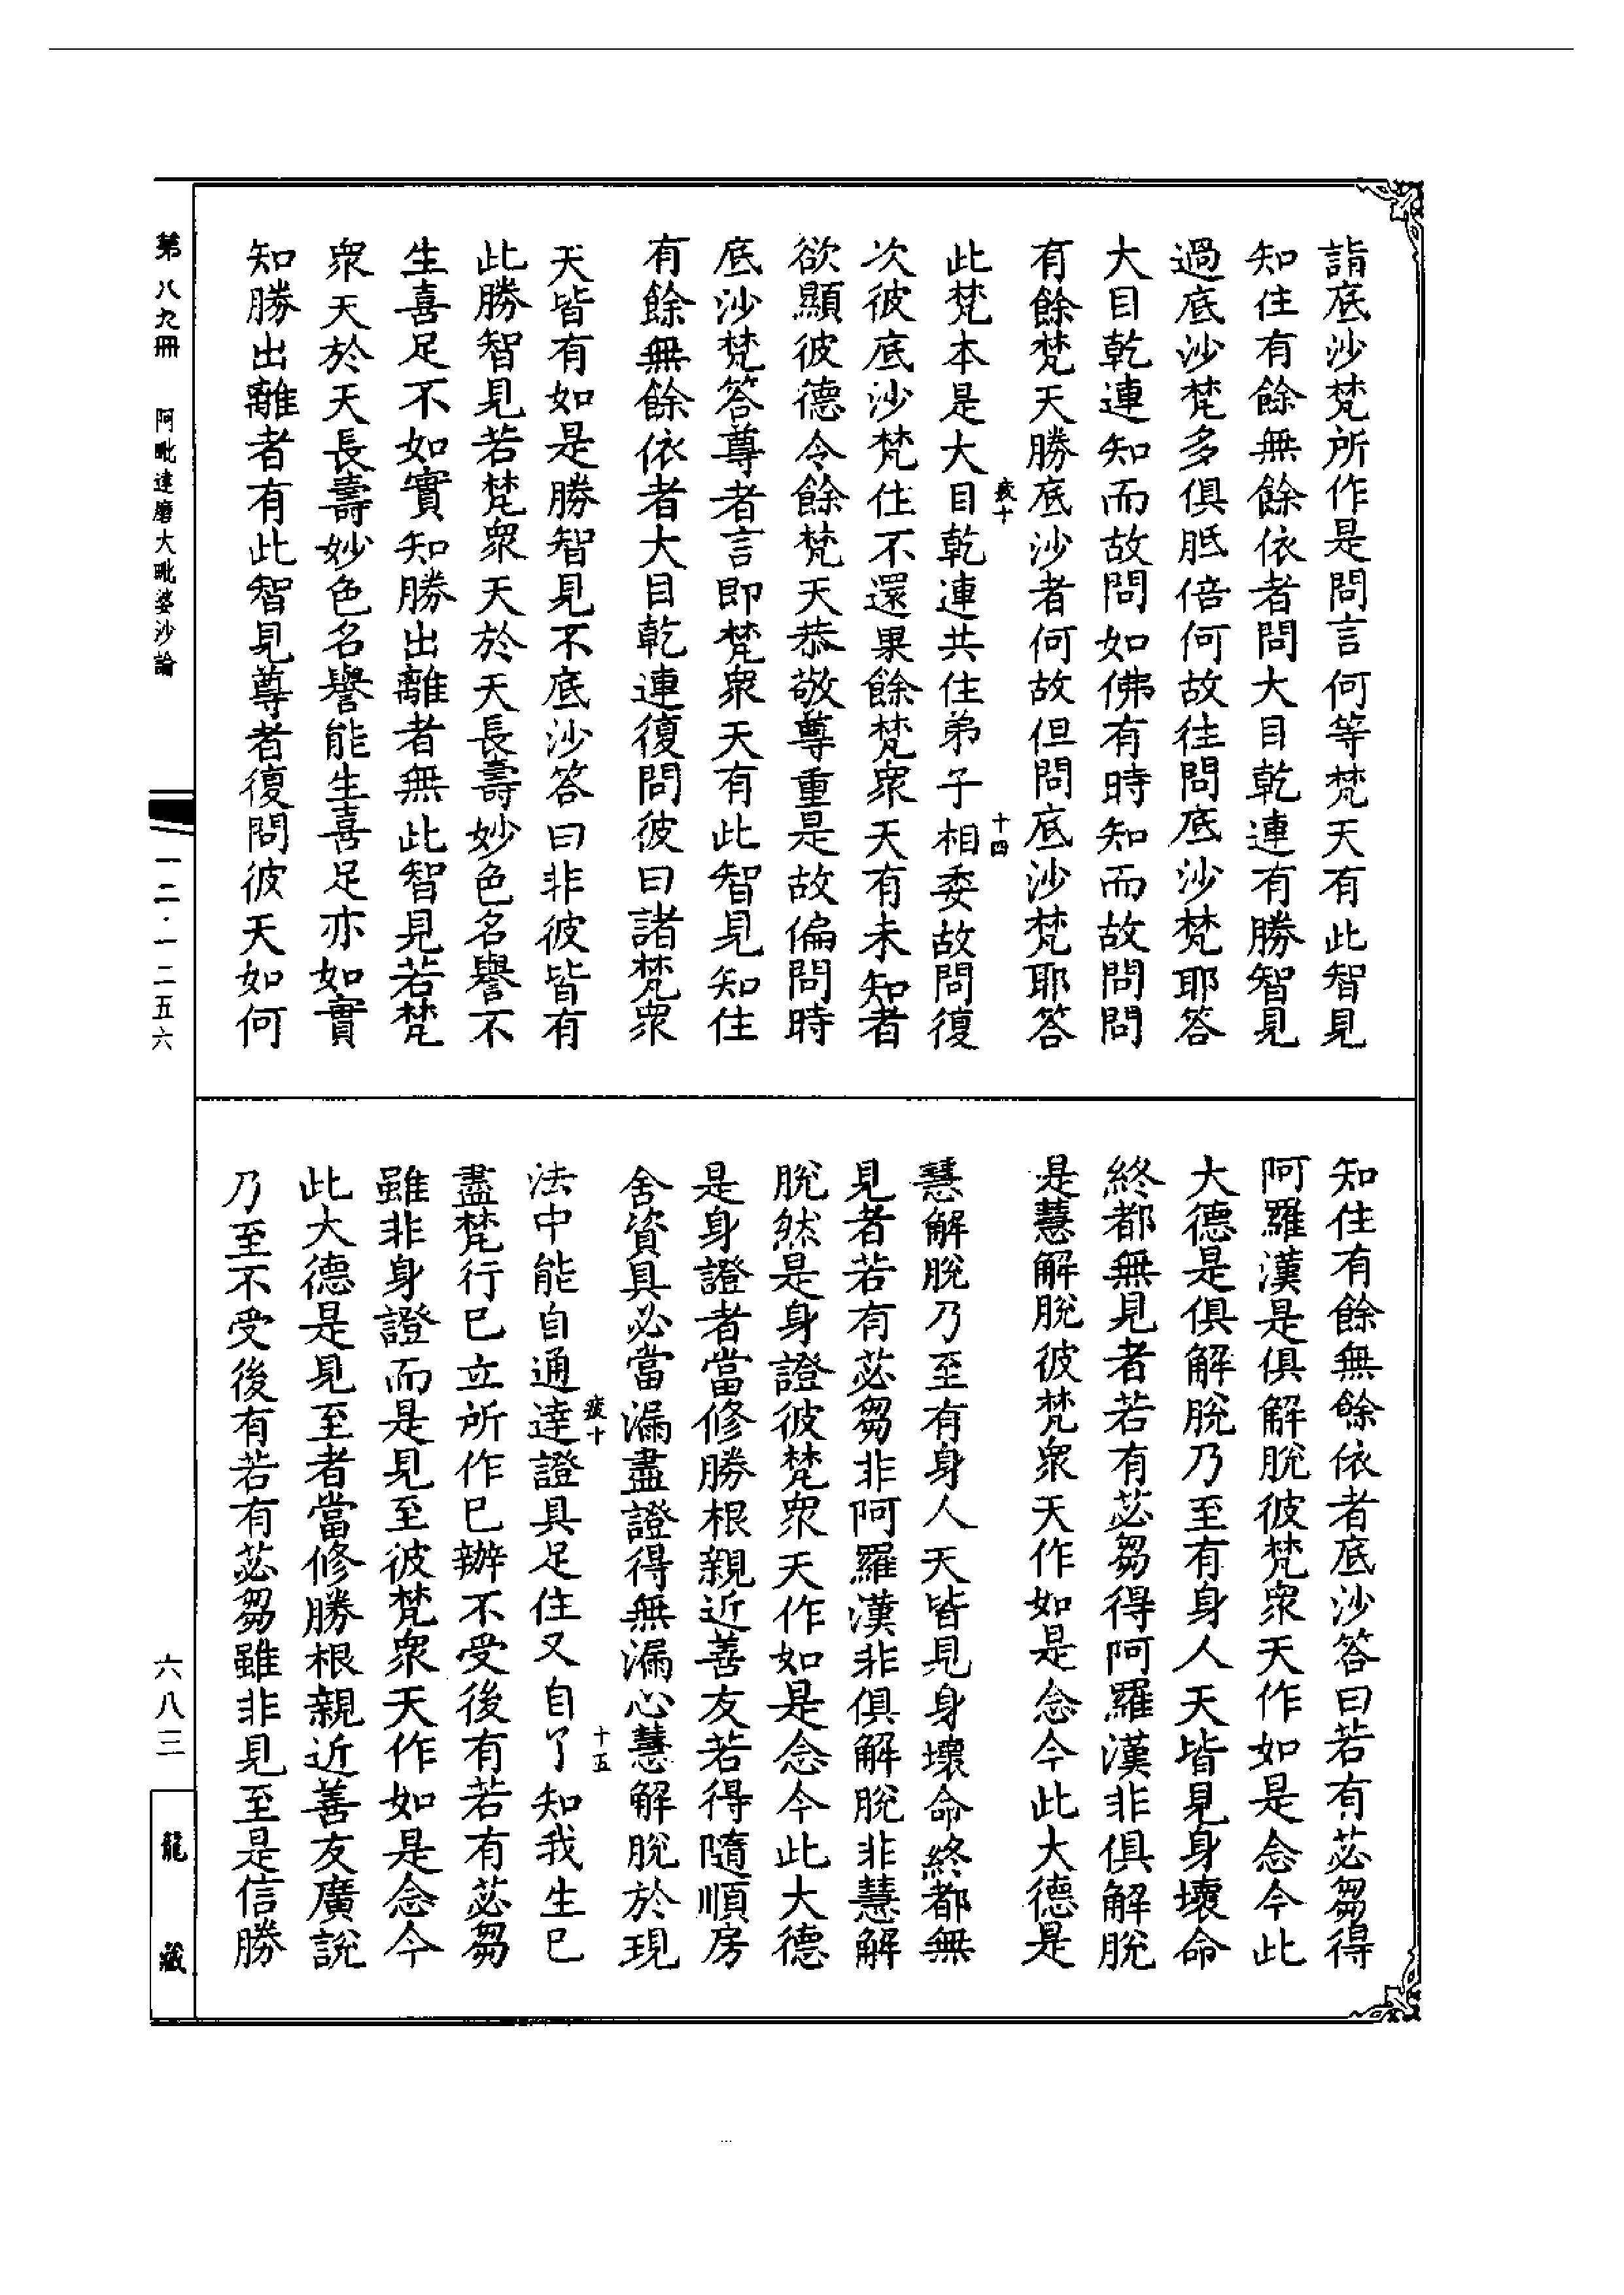 詣底沙梵所作是問言何等梵天有此智見
知住有餘無餘依者問大目乾連有勝智見
過底沙梵多俱胝倍何故往問底沙梵耶答
大目乾連知而故問如佛有時知而故問問
有餘梵天勝底沙者何故但問底沙梵耶答
此梵本是大目乾連共住弟子相委故問復
次彼底沙梵住不還果餘梵衆天有未知者
欲顯彼德令餘梵天恭敬尊重是故偏問時
底沙梵答尊者言即梵衆天有此智見知住
有餘無餘依者大目乾連復問彼曰諸梵衆
天皆有如是勝智見不底沙答曰非彼皆有
此勝智見若梵衆天於天長壽妙色名譽不
生喜足不如實知勝出離者無此智見若梵
衆天於天長壽妙色名譽能生喜足亦如實
知勝出離者有此智見尊者復問彼天如何
疲十
十四
知住有餘無餘依者底沙答曰若有苾芻得
阿羅漢是俱解脫彼梵衆天作如是念今此
大德是俱解脫乃至有身人天皆見身壞命
終都無見者若有苾芻得阿羅漢非俱解脫
是慧解脫彼梵衆天作如是念今此大德是
慧解脫乃至有身人天皆見身壞命終都無
見者若有苾芻非阿羅漢非俱解脫非慧解
脫然是身證彼梵衆天作如是念今此大德
是身證者當修勝根親近善友若得隨順房
舍資具必當漏盡證得無漏心慧解脫於現
法中能自通達證具足住又自了知我生已
盡梵行已立所作已辦不受後有若有苾芻
雖非身證而是見至彼梵衆天作如是念今
此大德是見至者當修勝根親近善友廣說
乃至不受後有若有苾芻雖非見至是信勝
疲十
十五
第八九冊 阿毗達磨大毗婆沙論
一二·一二五六
六八三
龍藏